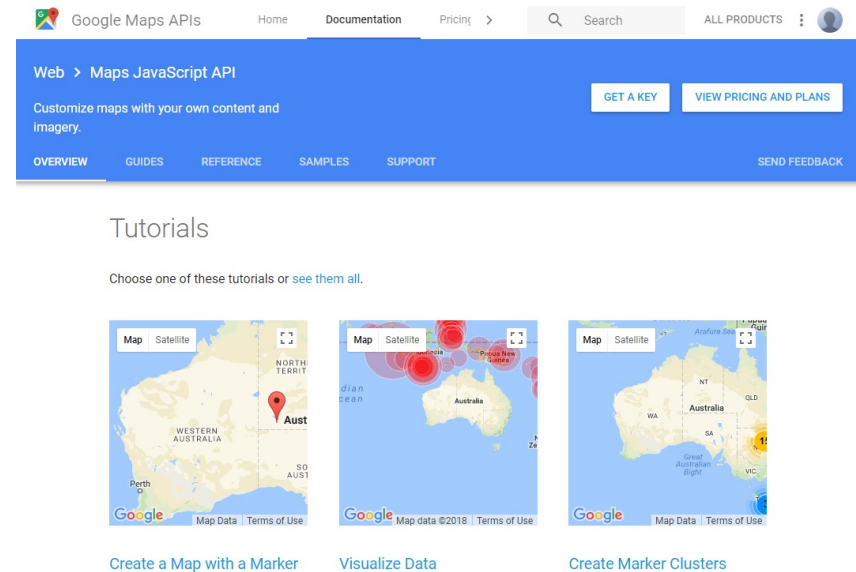 Google Maps APIs Home Documentation Pricing Search ALL PRODUCTS
Web > Maps JavaScript API
Customize maps with your own content and
imagery.
GET A KEY VIEW PRICING AND PLANS
OVERVIEW GUIDES REFERENCE SAMPLES SUPPORT SEND FEEDBACK
Tutorials
Choose one of these tutorials or see them all.
Map Satellite
NORTH
TERRIT
Aust
WESTERN
AUSTRALIA
SO
AUST
Perth
Google Map Data Terms of Use
Create a Map with a Marker
Map Satellite
Papua New
Guinea
dian
cean
Australia
Google Map data ©2018 Terms of Use
Visualize Data
Map Satellite
Arafura Sea
NT
QLD
Australia
WA
SA
Great
Australian
Bight
VIC
Google Map Data Terms of Use
Create Marker Clusters